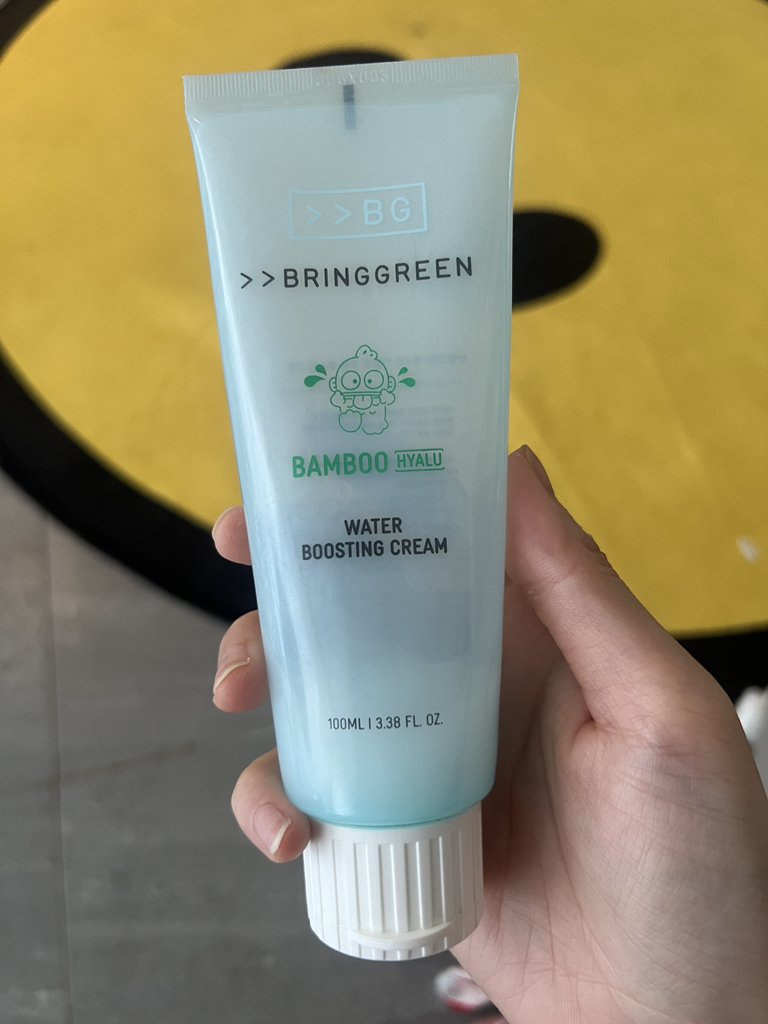 >>BG
>>BRINGGREEN
BAMBOO HYALU
WATER
BOOSTING CREAM
100ML | 3.38 FL. OZ.